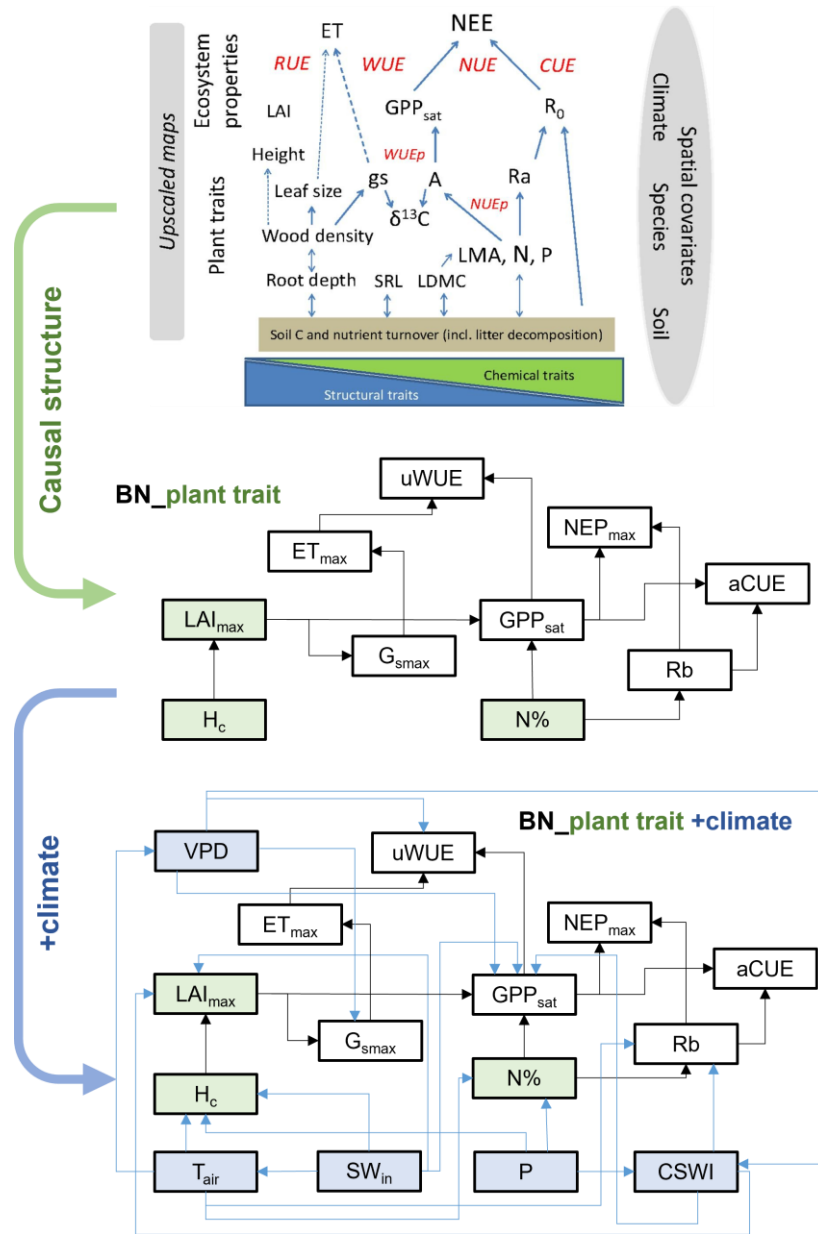 ET
NEE
RUE
WUE
NUE
CUE
Upscaled maps
Ecosystem
properties
Plant traits
LAI
GPPsat
R0
Height
WUEp
Leaf size
gs
A
Ra
δ13C
NUEp
Wood density
LMA, N, P
Root depth
SRL
LDMC
Soil C and nutrient turnover (incl. litter decomposition)
Chemical traits
Structural traits
Climate
Species
Soil
Spatial covariates
Causal structure
BN_plant trait
uWUE
ETmax
NEPmax
aCUE
LAImax
GPPsat
Gsmax
Rb
Hc
N%
+climate
BN_plant trait +climate
VPD
uWUE
ETmax
NEPmax
aCUE
LAImax
GPPsat
Gsmax
Rb
Hc
N%
Tair
SWin
P
CSWI